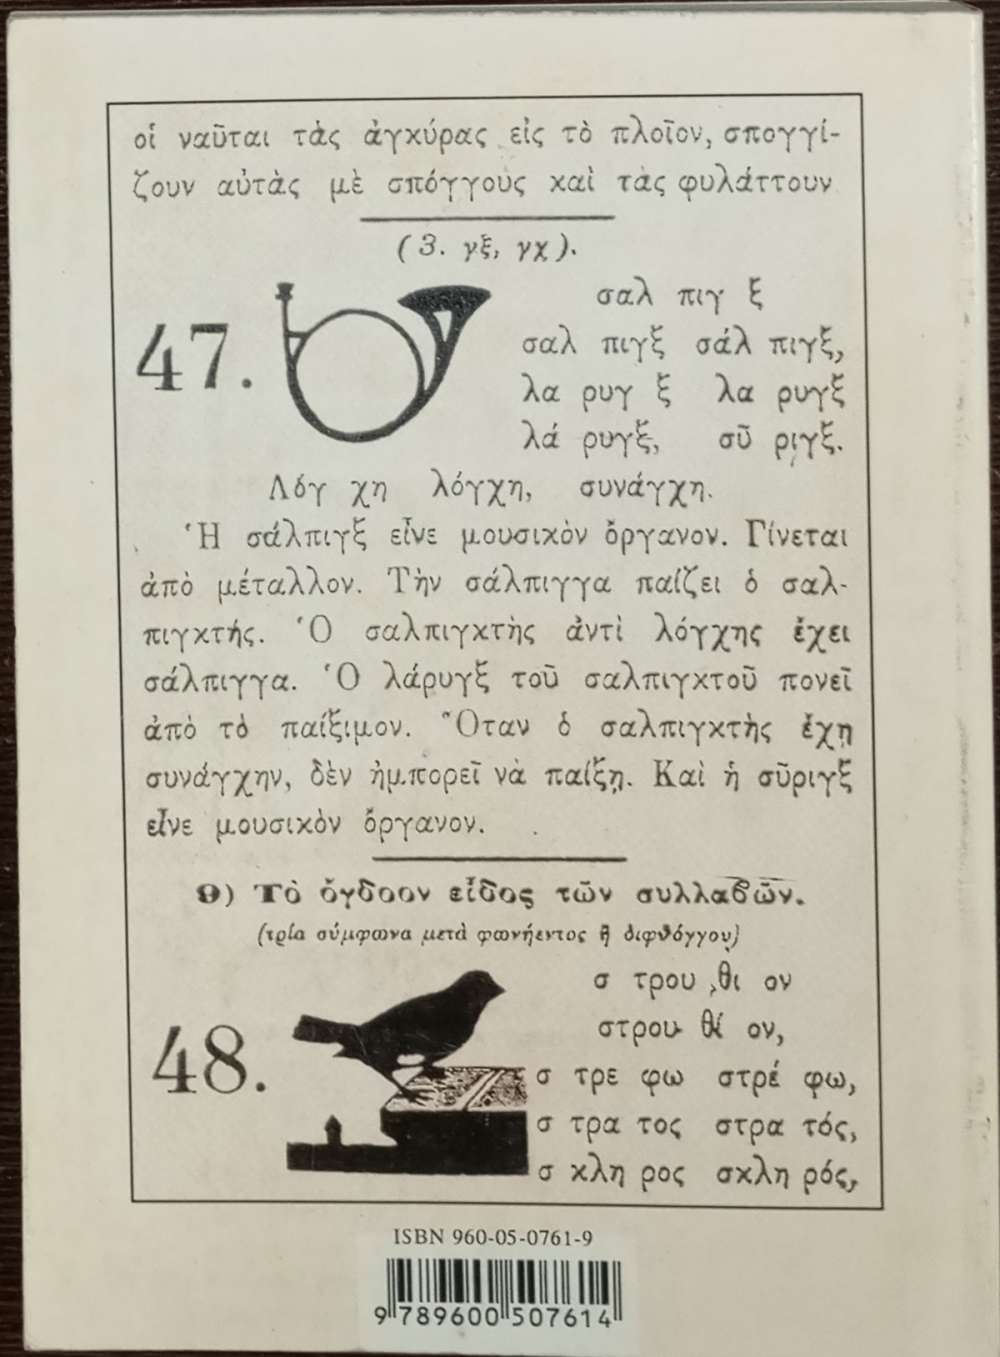 οἱ ναῦται τὰς ἀγκύρας εἰς τὸ πλοῖον, σπογγί-
ζουν αὐτὰς μὲ σπόγγους καὶ τὰς φυλάττουν
(3. γξ, γχ).
47.
σαλ πιγ ξ
σαλ πιγξ σάλ πιγξ,
λα ρυγ ξ λα ρυγξ
λά ρυγξ, σῦ ριγξ.
Λόγ χη λόγχη, συνάγχη.
Ἡ σάλπιγξ εἶνε μουσικὸν ὄργανον. Γίνεται
ἀπὸ μέταλλον. Τὴν σάλπιγγα παίζει ὁ σαλ-
πιγκτής. Ὁ σαλπιγκτὴς ἀντὶ λόγχης ἔχει
σάλπιγγα. Ὁ λάρυγξ τοῦ σαλπιγκτοῦ πονεῖ
ἀπὸ τὸ παίξιμον. Ὅταν ὁ σαλπιγκτὴς ἔχῃ
συνάγχην, δὲν ἠμπορεῖ νὰ παίξῃ. Καὶ ἡ σῦριγξ
εἶνε μουσικὸν ὄργανον.
θ) Τὸ ὄγδοον εἶδος τῶν συλλαβῶν.
(τρία σύμφωνα μετὰ φωνήεντος ἢ διφθόγγου)
48.
σ τρου θι ον
στρου θί ον,
σ τρε φω στρέ φω,
σ τρα τος στρα τός,
σ κλη ρος σκλη ρός,
ISBN 960-05-0761-9
9 789600 507614